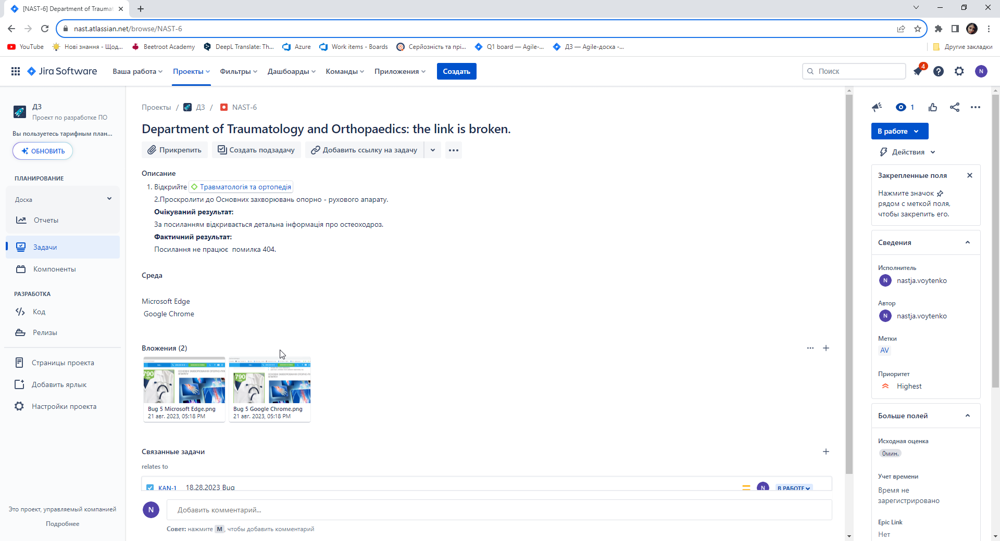 [NAST-6] Department of Traumat
nast.atlassian.net/browse/NAST-6
YouTube
Нові знання - Щод...
Beetroot Academy
DeepL Translate: Th...
Azure
Work items - Boards
Серйозність та прі...
Q1 board — Agile-...
ДЗ — Agile-доска -...
Другие закладки
Jira Software
Ваша работа
Проекты
Фильтры
Дашбоарды
Команды
Приложения
Создать
Поиск
4
N
ДЗ
Проект по разработке ПО
Вы пользуетесь тарифным план...
ОБНОВИТЬ
ПЛАНИРОВАНИЕ
Доска
Отчеты
Задачи
Компоненты
РАЗРАБОТКА
Код
Релизы
Страницы проекта
Добавить ярлык
Настройки проекта
Это проект, управляемый компанией
Подробнее
Проекты / ДЗ / NAST-6
Department of Traumatology and Orthopaedics: the link is broken.
Прикрепить
Создать подзадачу
Добавить ссылку на задачу
Описание
1. Відкрийте Травматологія та ортопедія
2.Проскролити до Основних захворювань опорно - рухового апарату.
Очікуваний результат:
За посиланням відкривається детальна інформація про остеоходроз.
Фактичний результат:
Посилання не працює помилка 404.
Среда
Microsoft Edge
Google Chrome
Вложения (2)
790
790
Bug 5 Microsoft Edge.png
21 авг. 2023, 05:18 PM
Bug 5 Google Chrome.png
21 авг. 2023, 05:18 PM
Связанные задачи
relates to
KAN-1 18.28.2023 Bug
N
В РАБОТЕ
N
Добавить комментарий...
Совет: нажмите M, чтобы добавить комментарий
1
В работе
Действия
Закрепленные поля
Нажмите значок
рядом с меткой поля,
чтобы закрепить его.
Сведения
Исполнитель
N nastja.voytenko
Автор
N nastja.voytenko
Метки
AV
Приоритет
Highest
Больше полей
Исходная оценка
0мин.
Учет времени
Время не
зарегистрировано
Epic Link
Нет